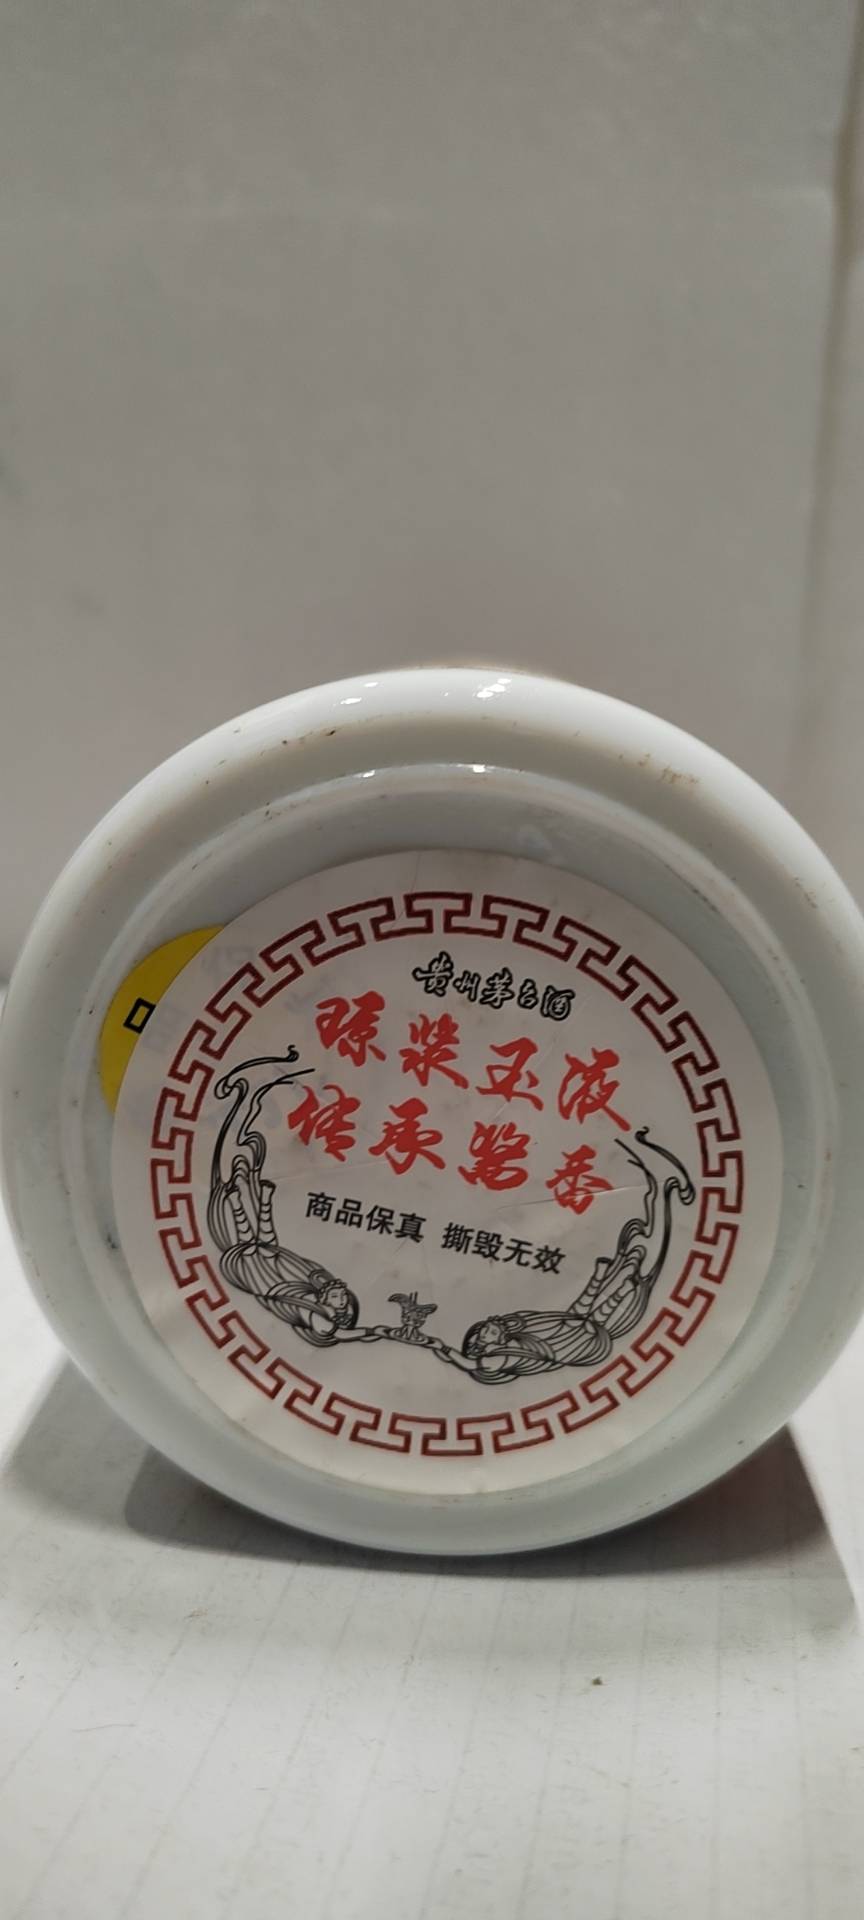 贵州茅台酒
琼浆玉液
传承酱香
商品保真 撕毁无效